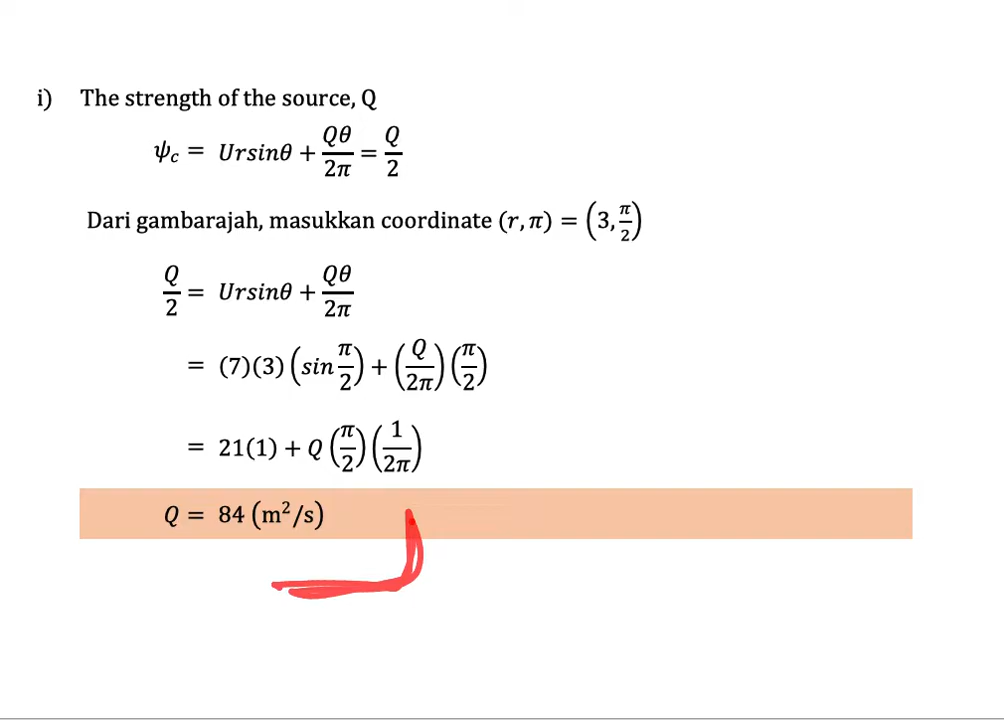 i) The strength of the source, Q
ψc = Ursinθ + Qθ/2π = Q/2
Dari gambarajah, masukkan coordinate (r, π) = (3, π/2)
Q/2 = Ursinθ + Qθ/2π
= (7)(3)(sin π/2) + (Q/2π)(π/2)
= 21(1) + Q (π/2)(1/2π)
Q = 84 (m²/s)